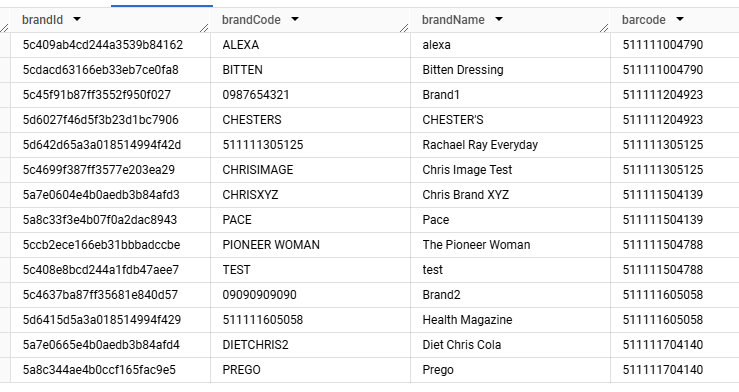 brandId brandCode brandName barcode
5c409ab4cd244a3539b84162 ALEXA alexa 511111004790
5cdacd63166eb33eb7ce0fa8 BITTEN Bitten Dressing 511111004790
5c45f91b87ff3552f950f027 0987654321 Brand1 511111204923
5d6027f46d5f3b23d1bc7906 CHESTERS CHESTER'S 511111204923
5d642d65a3a018514994f42d 511111305125 Rachael Ray Everyday 511111305125
5c4699f387ff3577e203ea29 CHRISIMAGE Chris Image Test 511111305125
5a7e0604e4b0aedb3b84afd3 CHRISXYZ Chris Brand XYZ 511111504139
5a8c33f3e4b07f0a2dac8943 PACE Pace 511111504139
5ccb2ece166eb31bbbadccbe PIONEER WOMAN The Pioneer Woman 511111504788
5c408e8bcd244a1fdb47aee7 TEST test 511111504788
5c4637ba87ff35681e840d57 09090909090 Brand2 511111605058
5d6415d5a3a018514994f429 511111605058 Health Magazine 511111605058
5a7e0665e4b0aedb3b84afd4 DIETCHRIS2 Diet Chris Cola 511111704140
5a8c344ae4b0ccf165fac9e5 PREGO Prego 511111704140